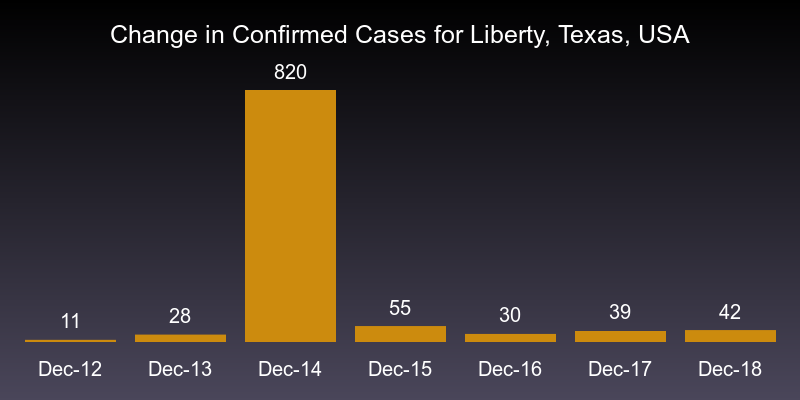 Change in Confirmed Cases for Liberty, Texas, USA
820
11
28
55
30
39
42
Dec-12
Dec-13
Dec-14
Dec-15
Dec-16
Dec-17
Dec-18